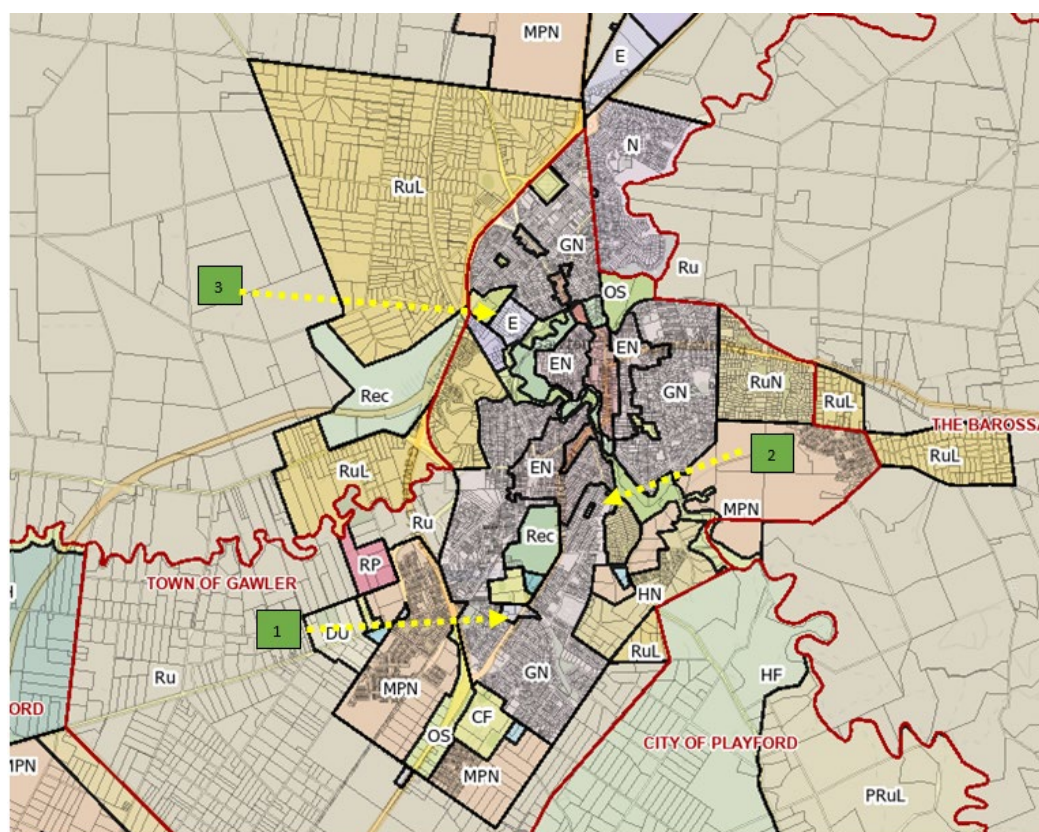 MPN
E
N
RuL
GN
3
Ru
OS
E
EN
EN
RuN
GN
RuL
Rec
THE BAROSSA
RuL
RuL
2
EN
MPN
Ru
Rec
RP
TOWN OF GAWLER
HN
1
DU
RuL
Ru
GN
HF
MPN
CF
OS
CITY OF PLAYFORD
MPN
PRuL